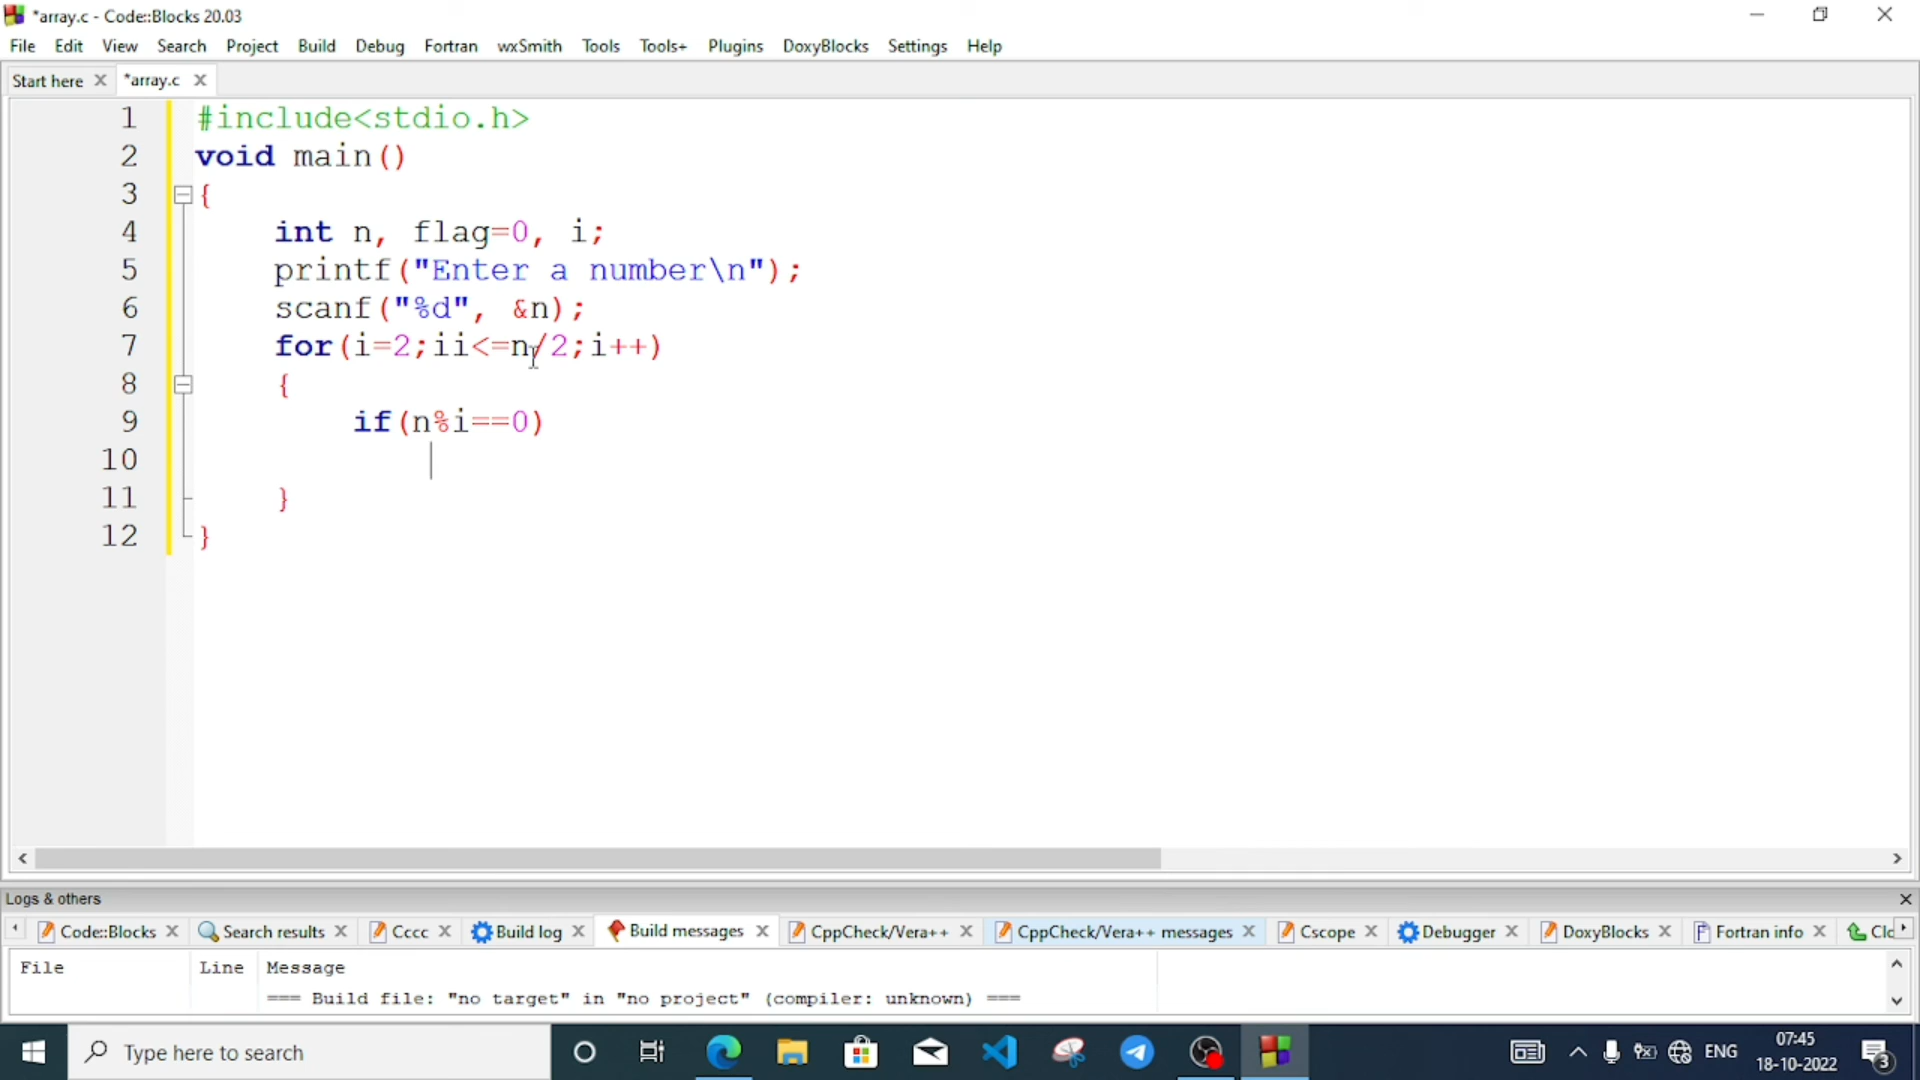 *array.c - Code::Blocks 20.03
File Edit View Search Project Build Debug Fortran wxSmith Tools Tools+ Plugins DoxyBlocks Settings Help
Start here *array.c
1 #include<stdio.h>
2 void main()
3 {
4 int n, flag=0, i;
5 printf("Enter a number\n");
6 scanf("%d", &n);
7 for(i=2;ii<=n/2;i++)
8 {
9 if(n%i==0)
10
11 }
12 }
Logs & others
Code::Blocks Search results Cccc Build log Build messages CppCheck/Vera++ CppCheck/Vera++ messages Cscope Debugger DoxyBlocks Fortran info Clo
File Line Message
=== Build file: "no target" in "no project" (compiler: unknown) ===
Type here to search ENG 07:45
18-10-2022 3